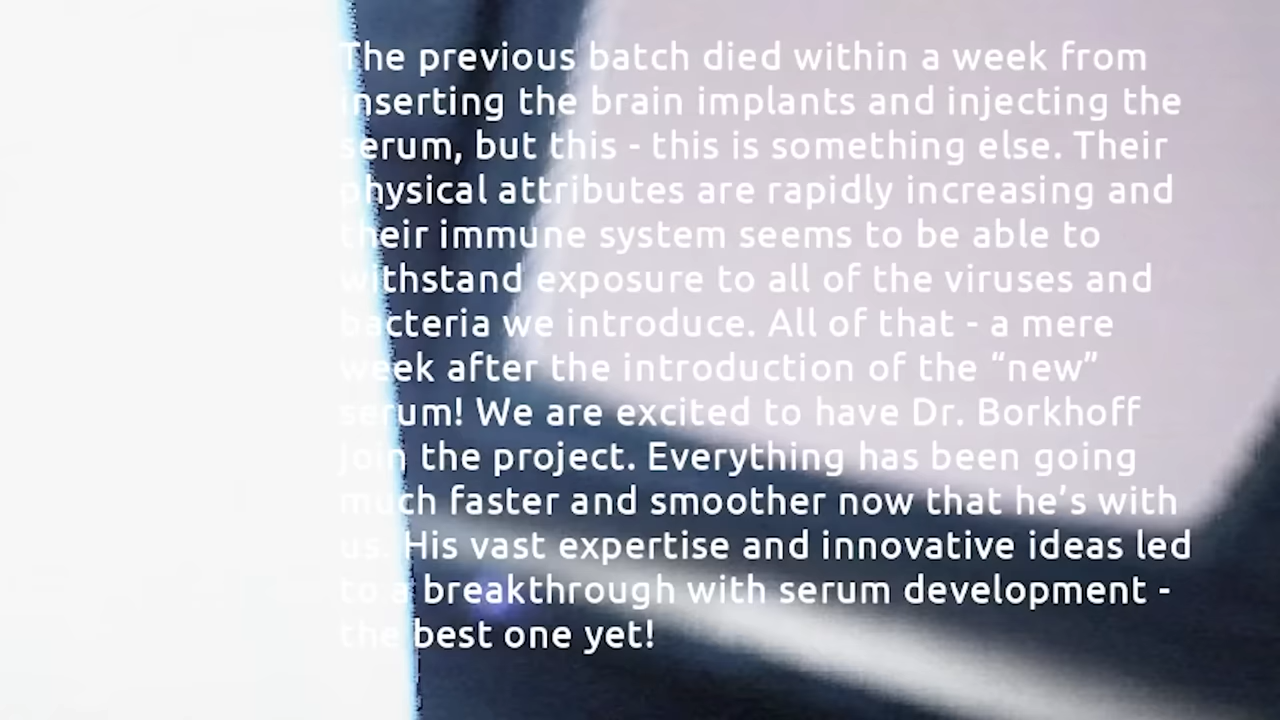 The previous batch died within a week from
inserting the brain implants and injecting the
serum, but this - this is something else. Their
physical attributes are rapidly increasing and
their immune system seems to be able to
withstand exposure to all of the viruses and
bacteria we introduce. All of that - a mere
week after the introduction of the “new”
serum! We are excited to have Dr. Borkhoff
join the project. Everything has been going
much faster and smoother now that he’s with
us. His vast expertise and innovative ideas led
to a breakthrough with serum development -
the best one yet!